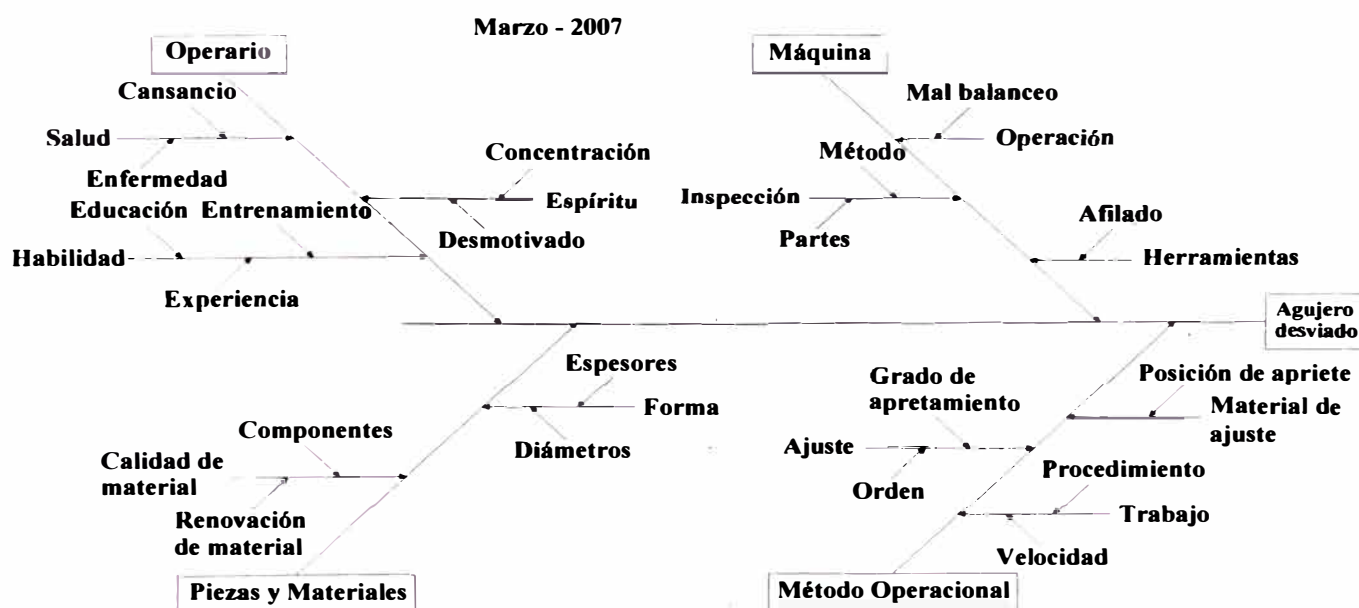 Marzo - 2007
Operario
Máquina
Cansancio
Mal balanceo
Salud
Operación
Concentración
Método
Enfermedad
Inspección
Espíritu
Educación
Entrenamiento
Afilado
Desmotivado
Partes
Habilidad
Herramientas
Experiencia
Agujero
desviado
Espesores
Grado de
apretamiento
Posición de apriete
Forma
Material de
ajuste
Componentes
Diámetros
Ajuste
Calidad de
material
Procedimiento
Orden
Renovación
de material
Trabajo
Velocidad
Piezas y Materiales
Método Operacional